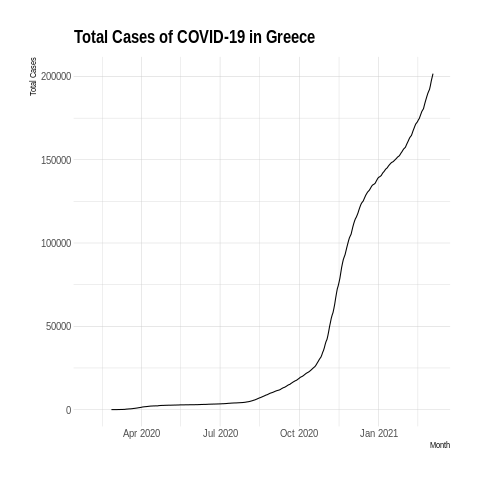 Total Cases of COVID-19 in Greece
Total Cases
200000
150000
100000
50000
0
Apr 2020 Jul 2020 Oct 2020 Jan 2021
Month